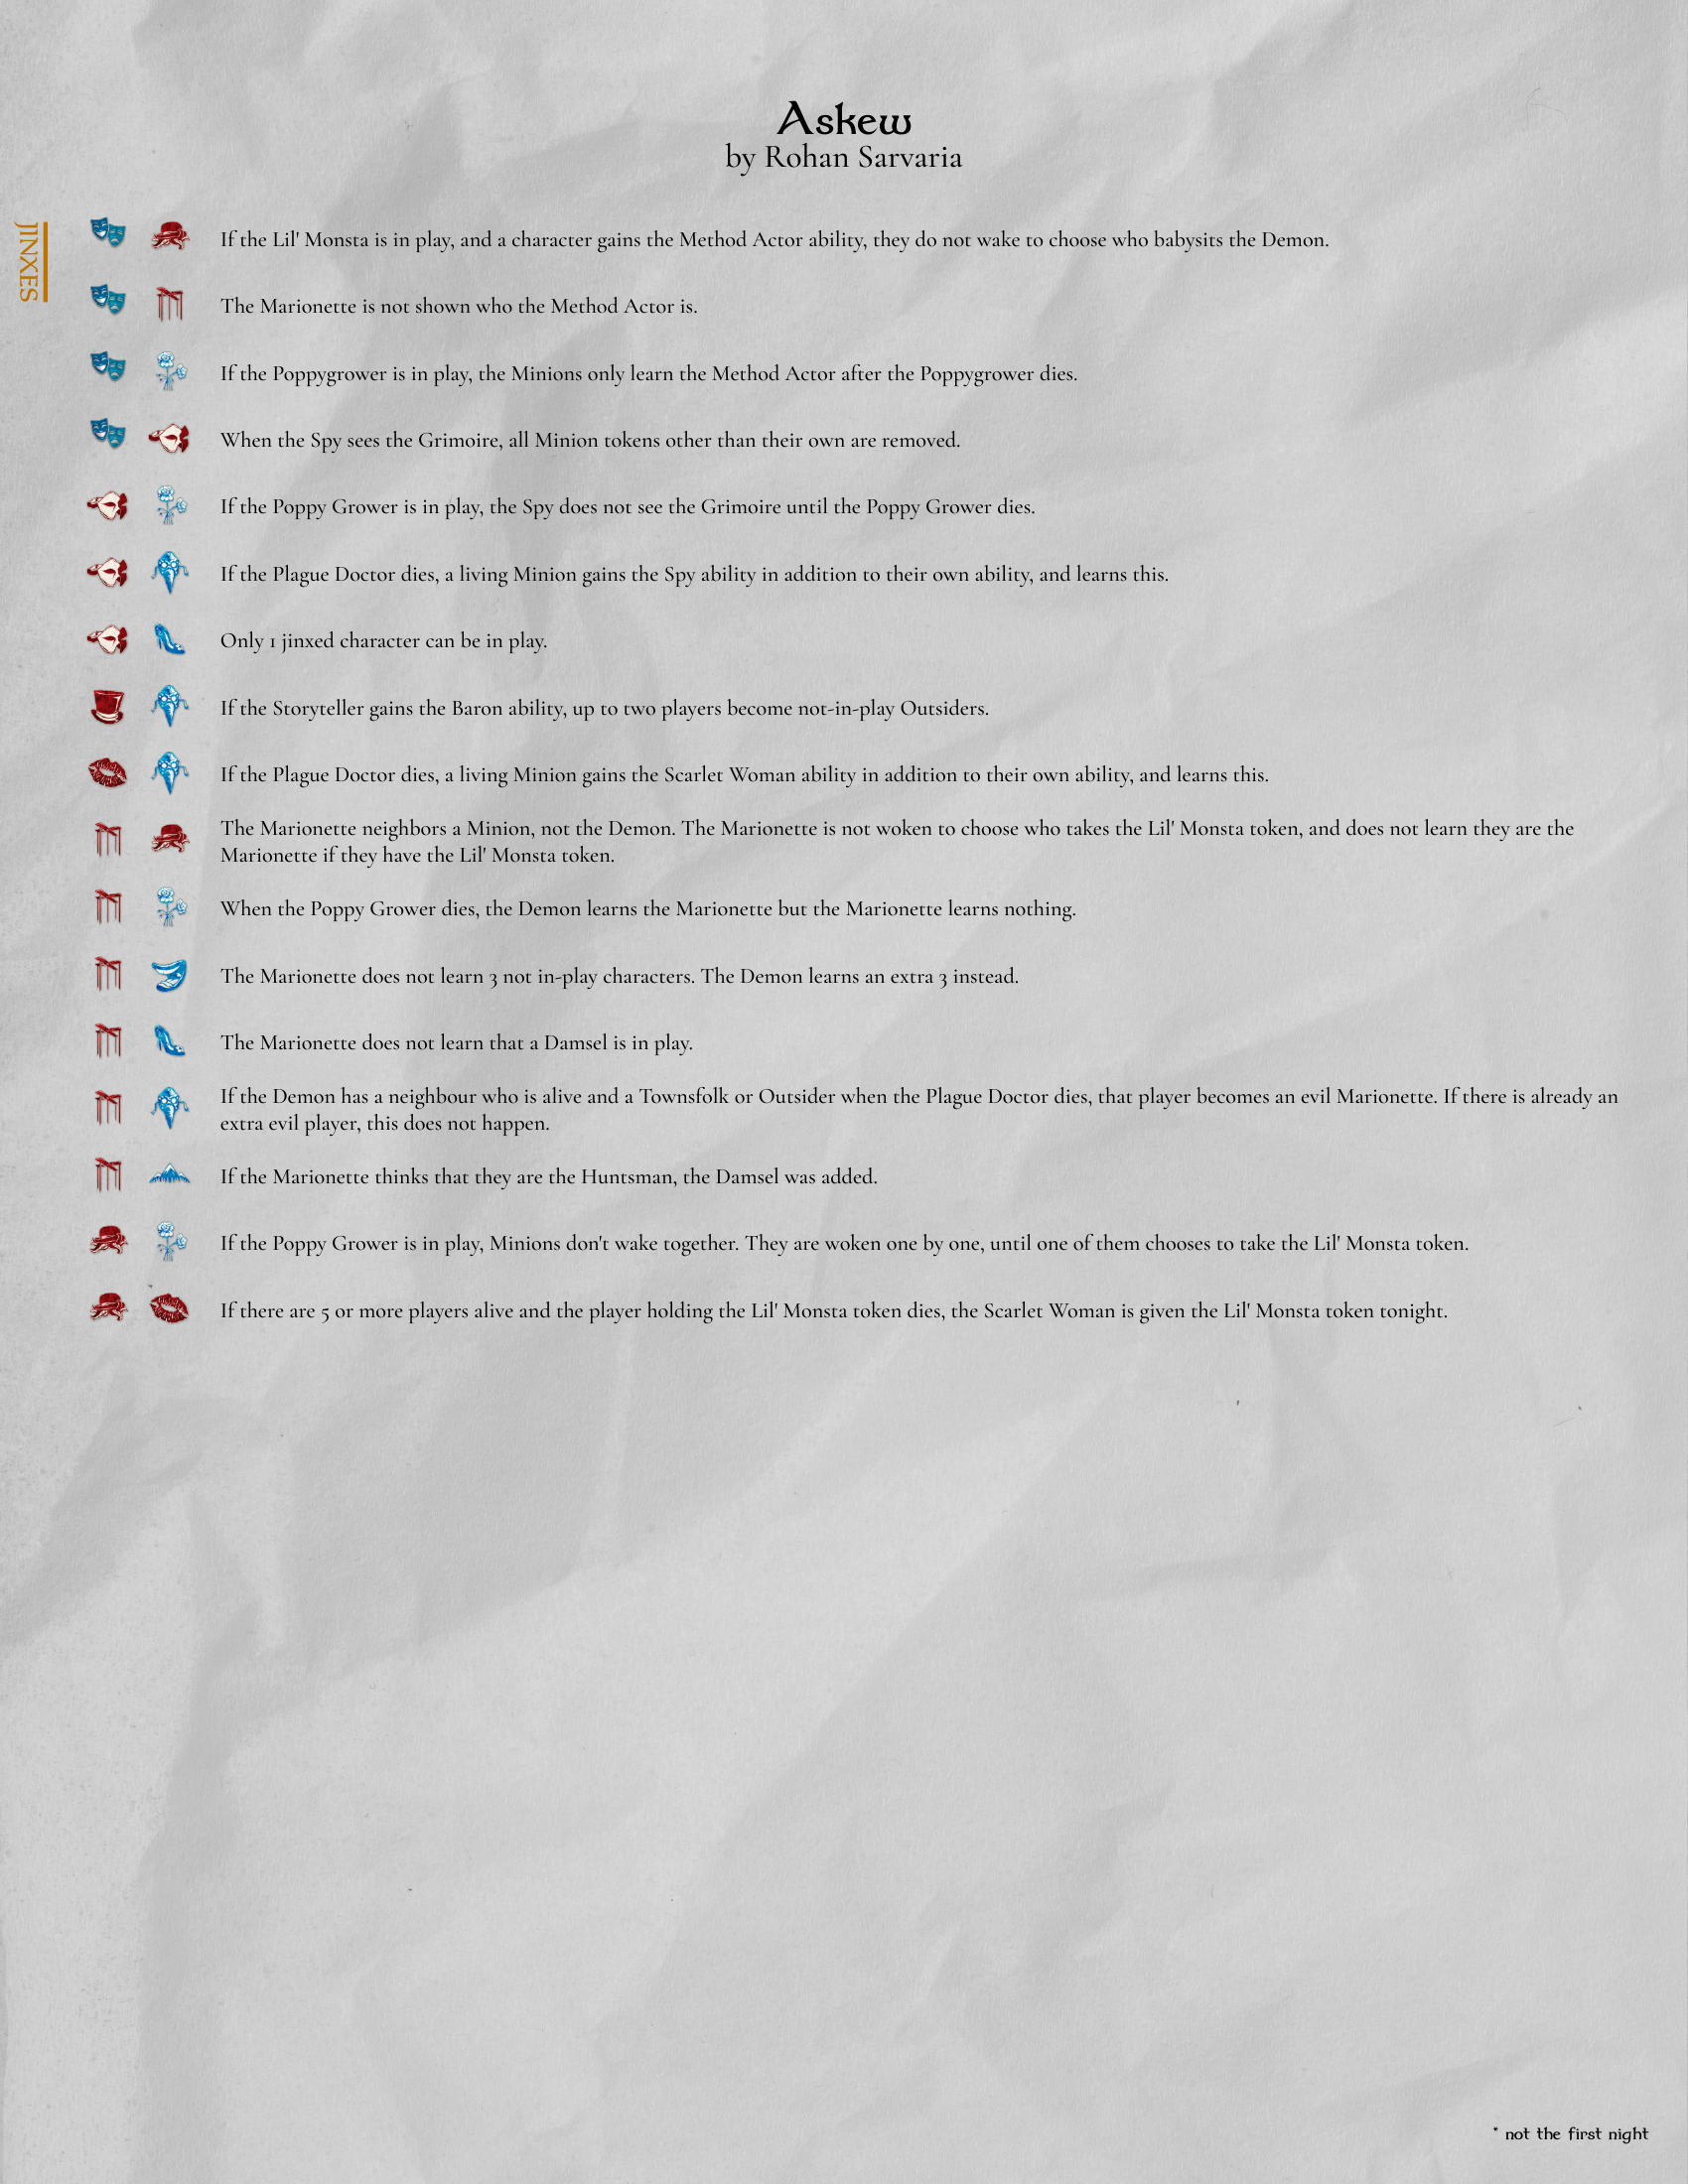 Askew
by Rohan Sarvaria
JINXES
If the Lil' Monsta is in play, and a character gains the Method Actor ability, they do not wake to choose who babysits the Demon.
The Marionette is not shown who the Method Actor is.
If the Poppygrower is in play, the Minions only learn the Method Actor after the Poppygrower dies.
When the Spy sees the Grimoire, all Minion tokens other than their own are removed.
If the Poppy Grower is in play, the Spy does not see the Grimoire until the Poppy Grower dies.
If the Plague Doctor dies, a living Minion gains the Spy ability in addition to their own ability, and learns this.
Only 1 jinxed character can be in play.
If the Storyteller gains the Baron ability, up to two players become not-in-play Outsiders.
If the Plague Doctor dies, a living Minion gains the Scarlet Woman ability in addition to their own ability, and learns this.
The Marionette neighbors a Minion, not the Demon. The Marionette is not woken to choose who takes the Lil' Monsta token, and does not learn they are the
Marionette if they have the Lil' Monsta token.
When the Poppy Grower dies, the Demon learns the Marionette but the Marionette learns nothing.
The Marionette does not learn 3 not in-play characters. The Demon learns an extra 3 instead.
The Marionette does not learn that a Damsel is in play.
If the Demon has a neighbour who is alive and a Townsfolk or Outsider when the Plague Doctor dies, that player becomes an evil Marionette. If there is already an
extra evil player, this does not happen.
If the Marionette thinks that they are the Huntsman, the Damsel was added.
If the Poppy Grower is in play, Minions don't wake together. They are woken one by one, until one of them chooses to take the Lil' Monsta token.
If there are 5 or more players alive and the player holding the Lil' Monsta token dies, the Scarlet Woman is given the Lil' Monsta token tonight.
* not the first night